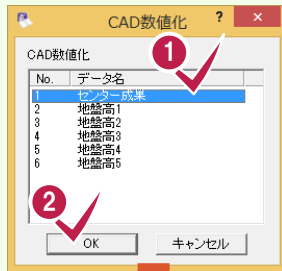 CAD数値化 ? ×
CAD数値化
1
No. データ名
1 センター成果
2 地盤高1
3 地盤高2
4 地盤高3
5 地盤高4
6 地盤高5
2
OK キャンセル